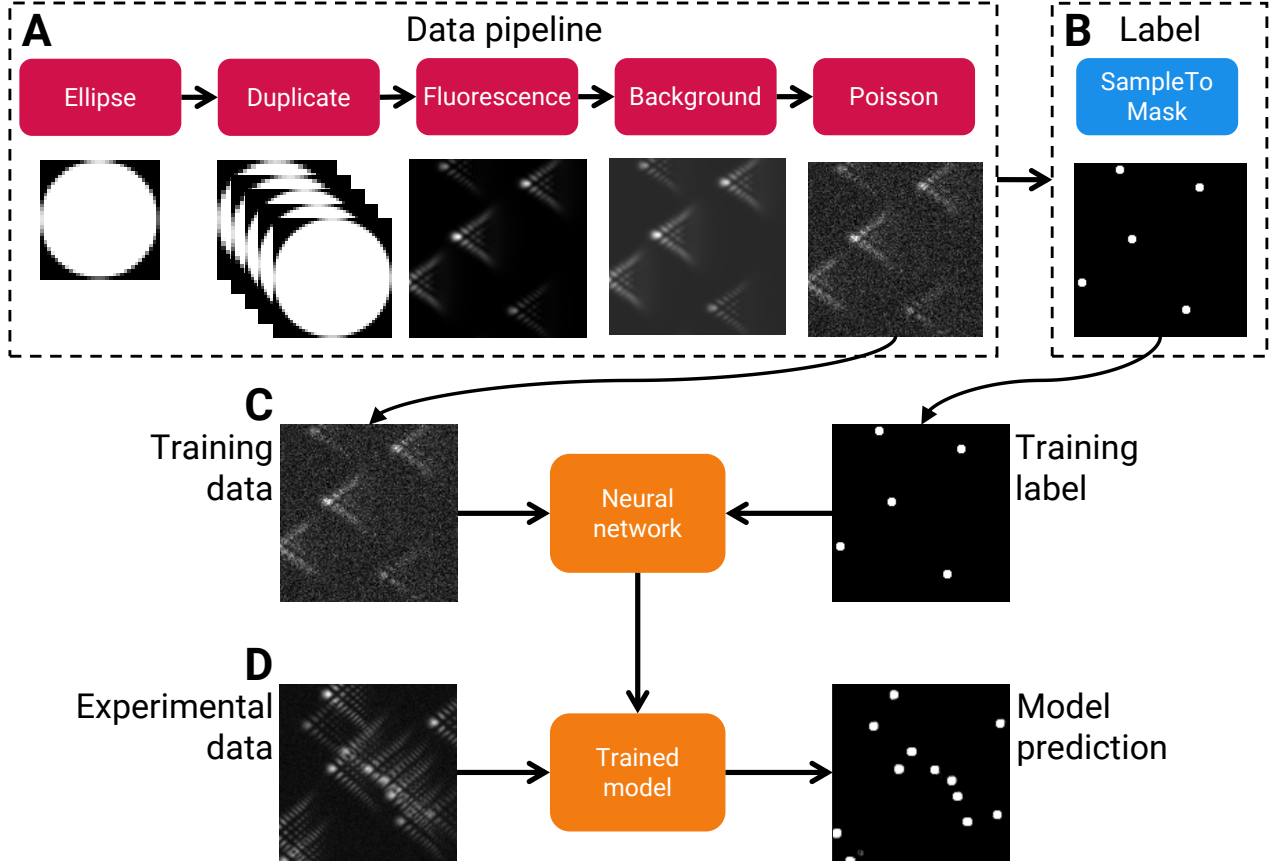 A
Data pipeline
B
Label
Ellipse
Duplicate
Fluorescence
Background
Poisson
SampleTo
Mask
C
Training
data
Neural
network
Training
label
D
Experimental
data
Trained
model
Model
prediction